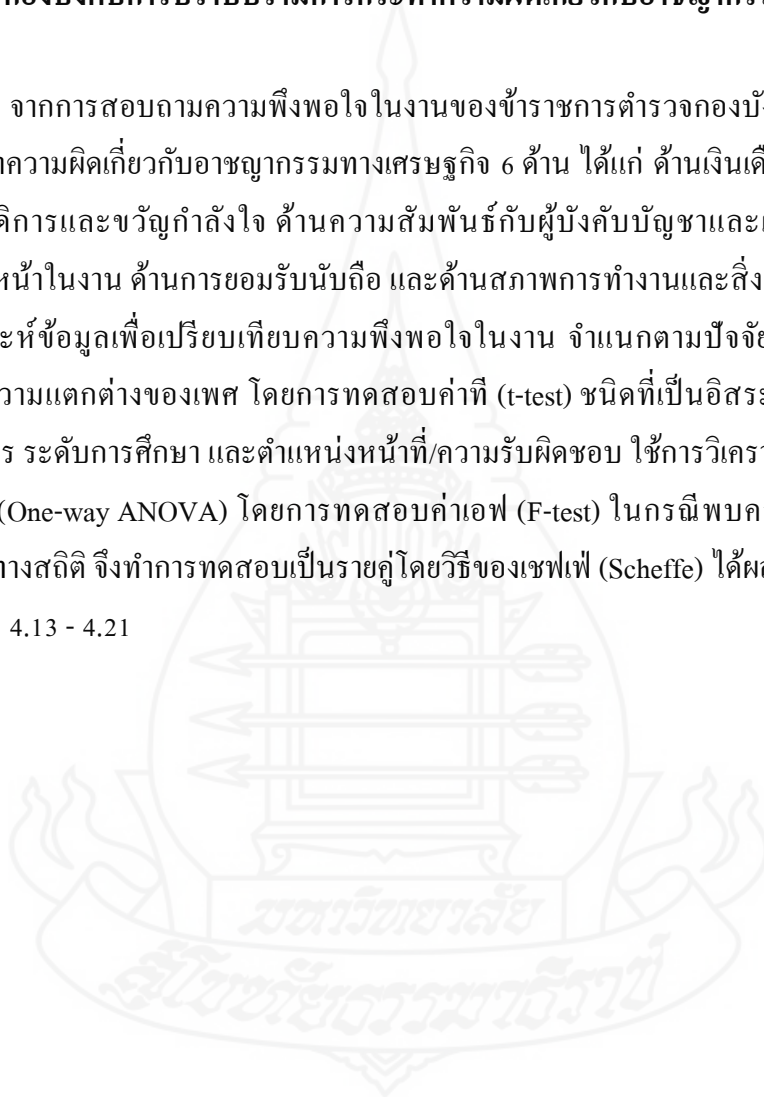 จากการสอบถามความพึงพอใจในงานของข้าราชการตำรวจกองบัง
ความผิดเกี่ยวกับอาชญากรรมทางเศรษฐกิจ 6 ด้าน ได้แก่ ด้านเงินเดื
ดิการและขวัญกำลังใจ ด้านความสัมพันธ์กับผู้บังคับบัญชาและเ
หน้าในงาน ด้านการยอมรับนับถือ และด้านสภาพการทำงานและสิ่ง
ะห์ข้อมูลเพื่อเปรียบเทียบความพึงพอใจในงาน จำแนกตามปัจจัย
วามแตกต่างของเพศ โดยการทดสอบค่าที (t-test) ชนิดที่เป็นอิสระ
ร ระดับการศึกษา และตำแหน่งหน้าที่/ความรับผิดชอบ ใช้การวิเครา
(One-way ANOVA) โดยการทดสอบค่าเอฟ (F-test) ในกรณีพบค
ทางสถิติ จึงทำการทดสอบเป็นรายคู่โดยวิธีของเชฟเฟ่ (Scheffe) ได้ผ
4.13 - 4.21
มหาวิทยาลัย
สุโขทัยธรรมาธิราช